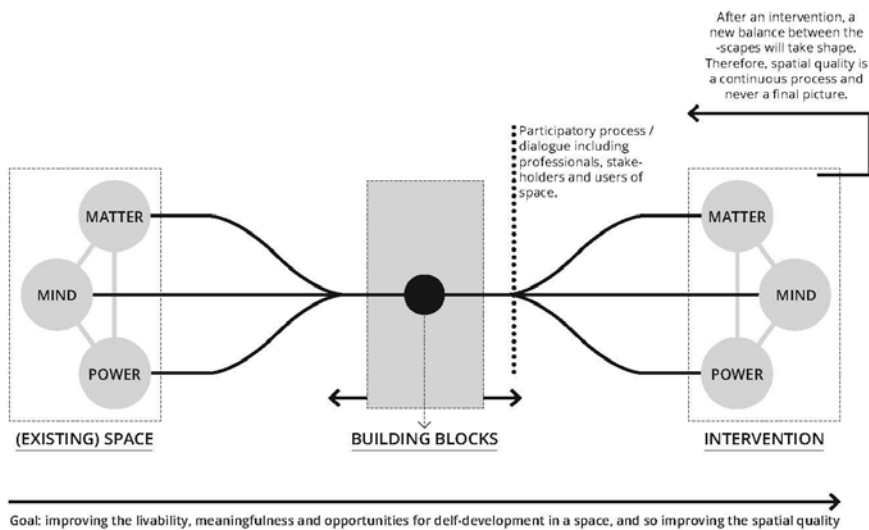 After an intervention, a
new balance between the
-scapes will take shape.
Therefore, spatial quality is
a continuous process and
never a final picture.
Participatory process /
dialogue including
professionals, stake-
holders and users of
space.
MATTER
MIND
POWER
MATTER
MIND
POWER
(EXISTING) SPACE
BUILDING BLOCKS
INTERVENTION
Goal: improving the livability, meaningfulness and opportunities for delf-development in a space, and so improving the spatial quality